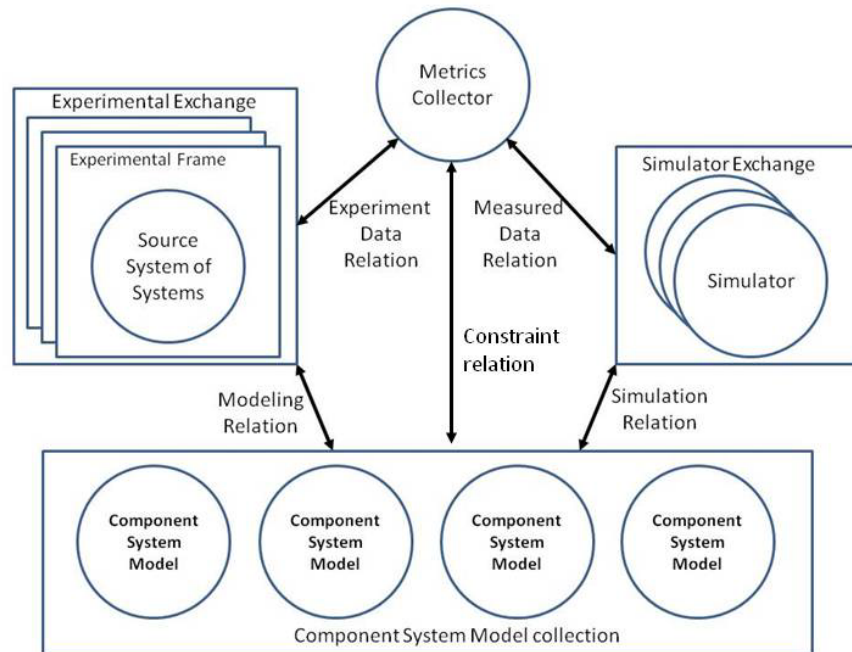 Metrics
Collector
Experimental Exchange
Experimental Frame
Source
System of
Systems
Experiment
Data
Relation
Measured
Data
Relation
Simulator Exchange
Simulator
Constraint
relation
Modeling
Relation
Simulation
Relation
Component
System
Model
Component
System
Model
Component
System
Model
Component
System
Model
Component System Model collection